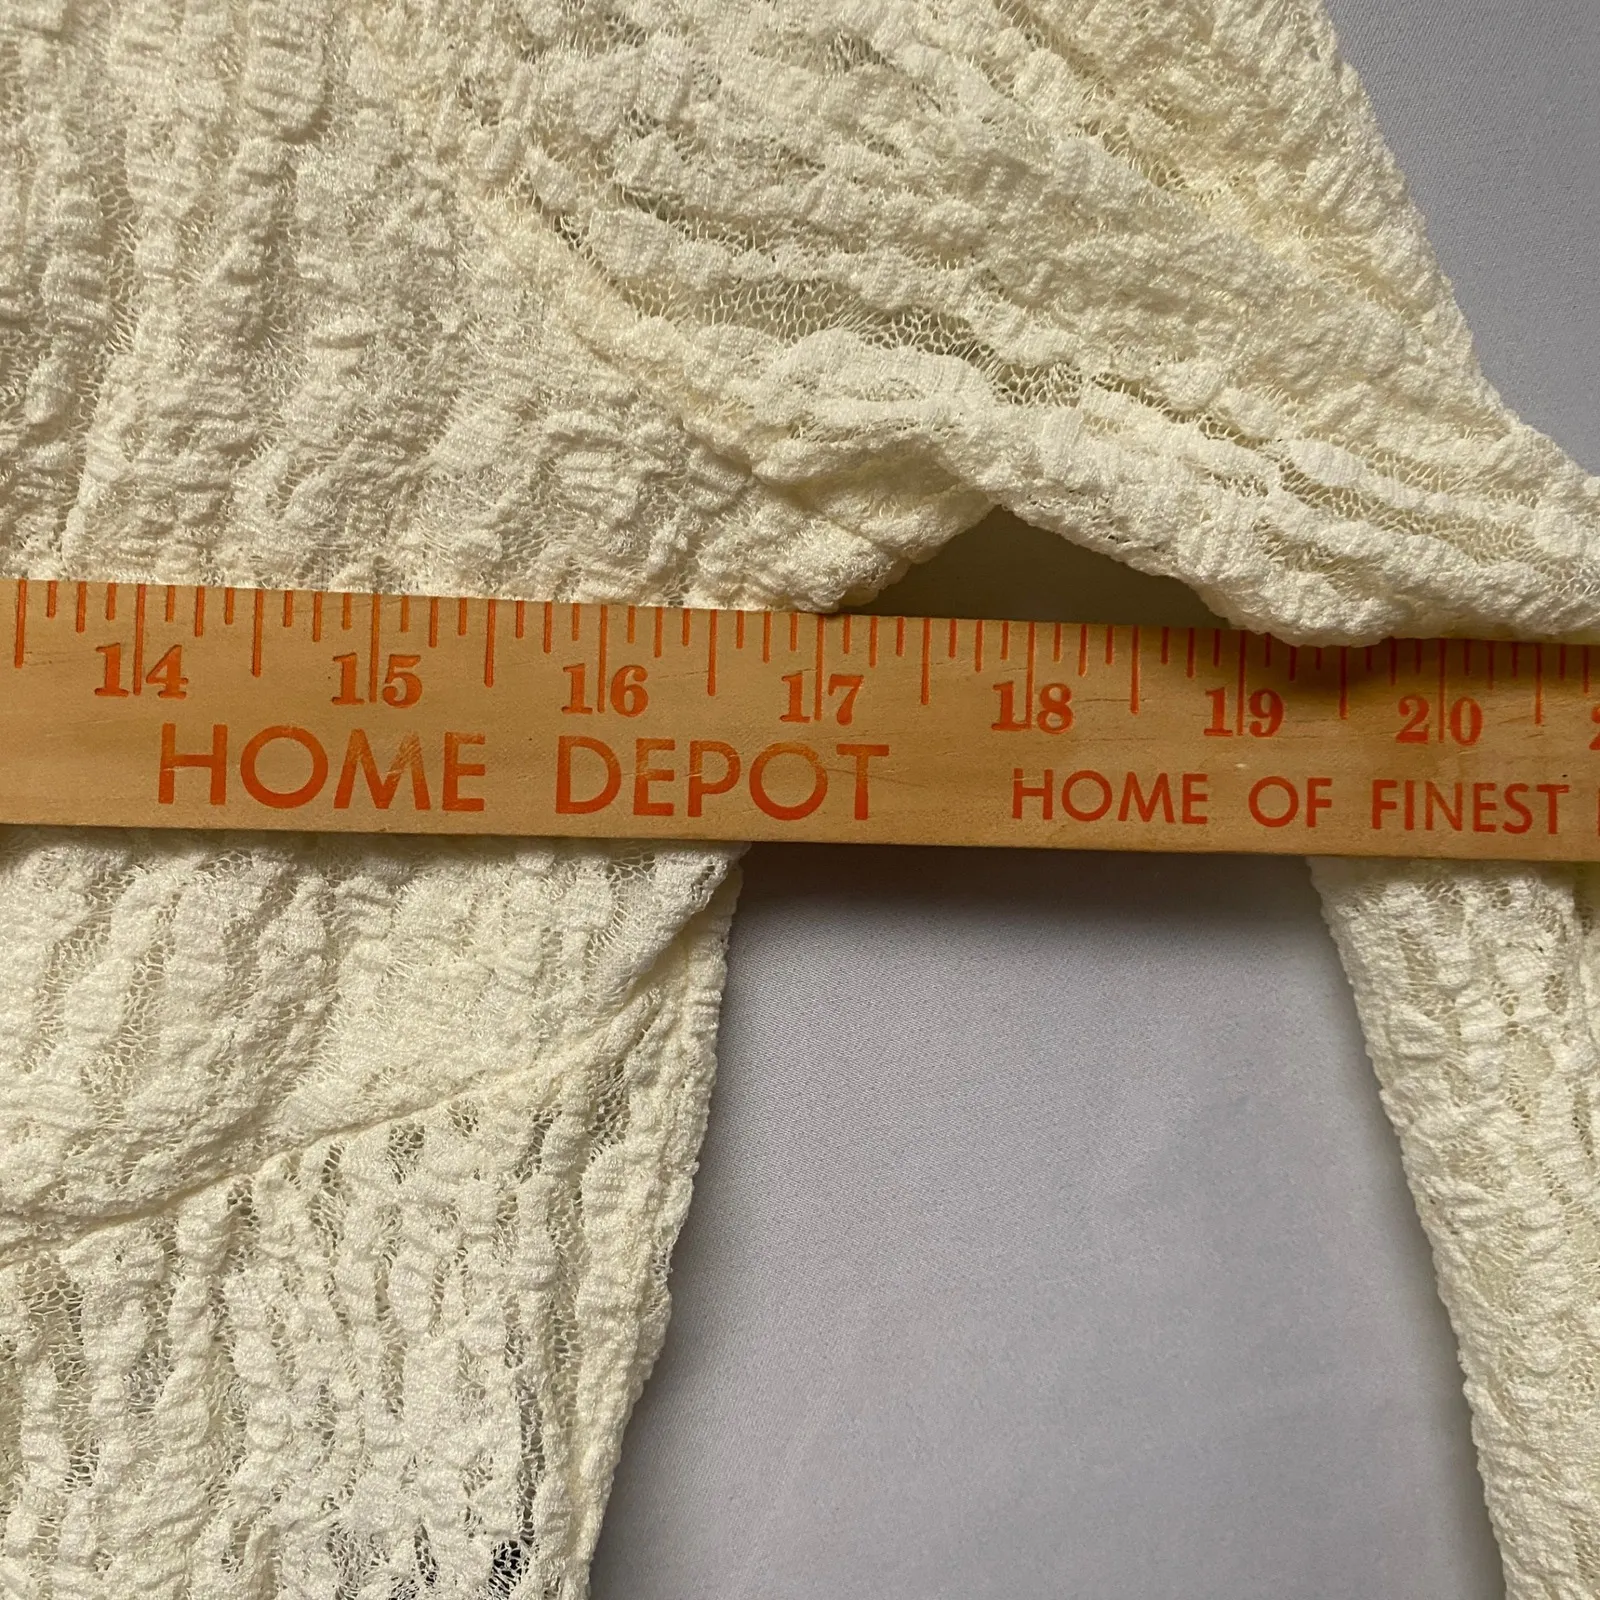 14 15 16 17 18 19 20
HOME DEPOT HOME OF FINEST